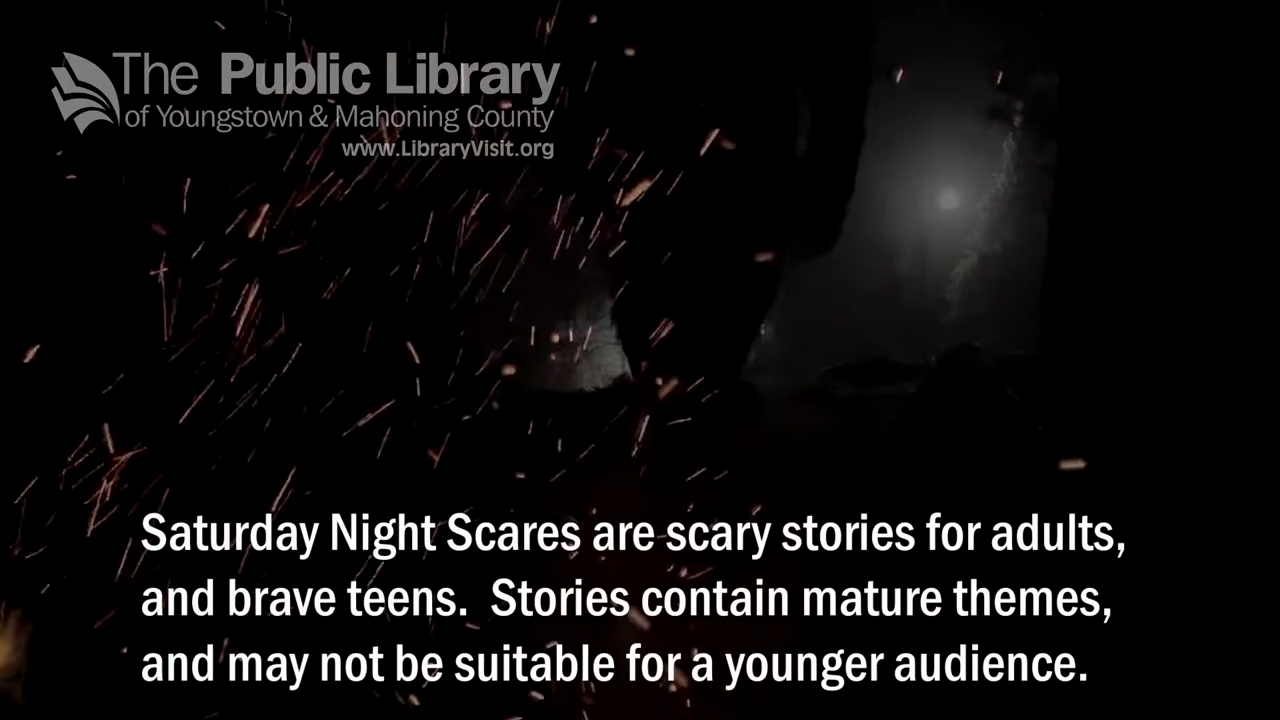 The Public Library
of Youngstown & Mahoning County
www.LibraryVisit.org
Saturday Night Scares are scary stories for adults,
and brave teens.  Stories contain mature themes,
and may not be suitable for a younger audience.